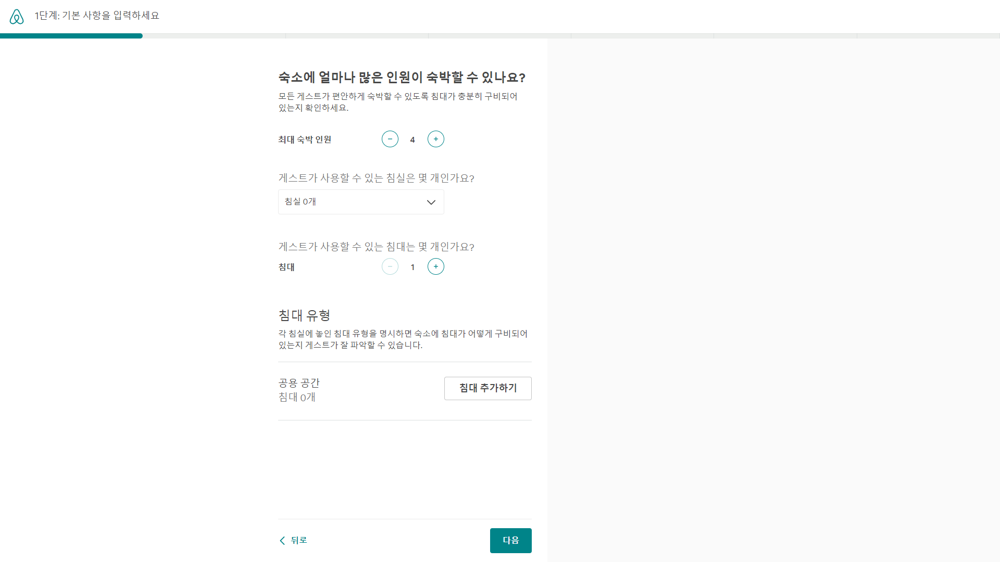 1단계: 기본 사항을 입력하세요
숙소에 얼마나 많은 인원이 숙박할 수 있나요?
모든 게스트가 편안하게 숙박할 수 있도록 침대가 충분히 구비되어
있는지 확인하세요.
최대 숙박 인원 − 4 +
게스트가 사용할 수 있는 침실은 몇 개인가요?
침실 0개
게스트가 사용할 수 있는 침대는 몇 개인가요?
침대 − 1 +
침대 유형
각 침실에 놓인 침대 유형을 명시하면 숙소에 침대가 어떻게 구비되어
있는지 게스트가 잘 파악할 수 있습니다.
공용 공간
침대 0개
침대 추가하기
뒤로
다음